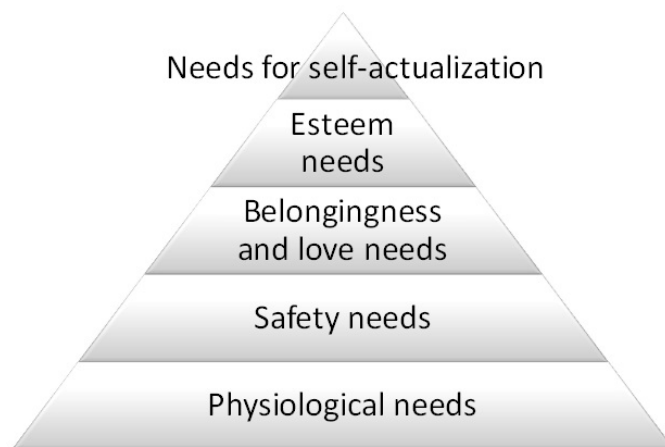 Needs for self-actualization
Esteem
needs
Belongingness
and love needs
Safety needs
Physiological needs